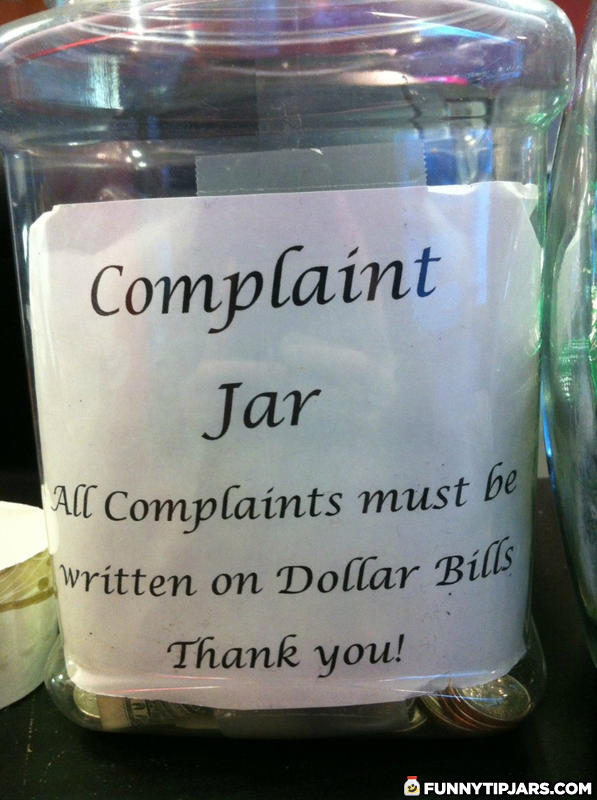 Complaint
Jar
All Complaints must be
written on Dollar Bills
Thank you!
FUNNYTIPJARS.COM